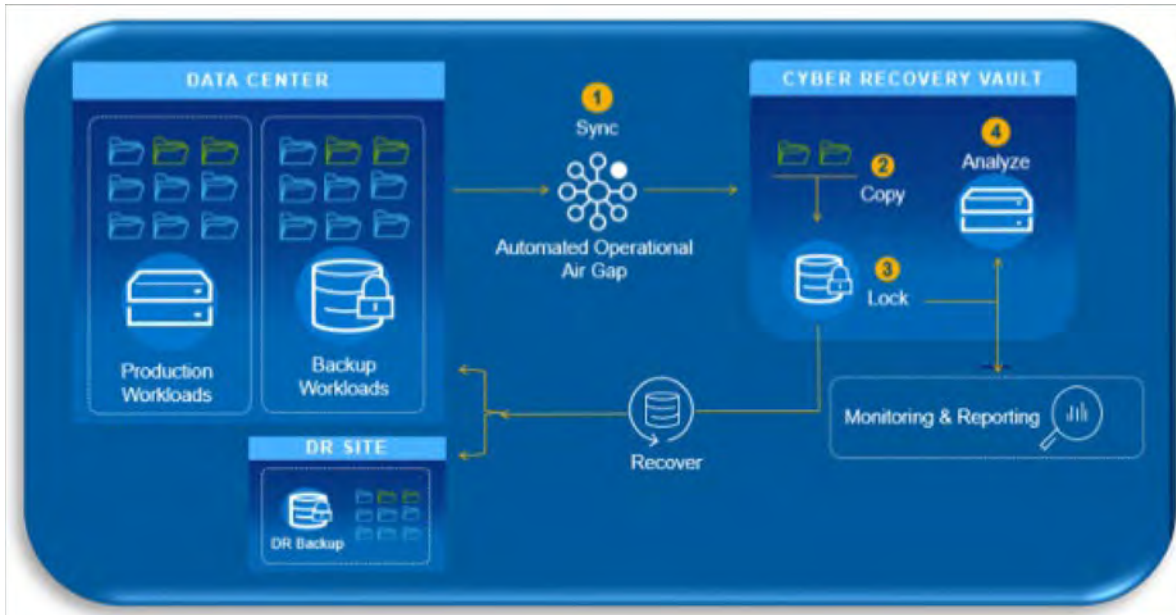 DATA CENTER
Production
Workloads
Backup
Workloads
1
Sync
Automated Operational
Air Gap
CYBER RECOVERY VAULT
2
Copy
3
Lock
4
Analyze
Monitoring & Reporting
Recover
DR SITE
DR Backup